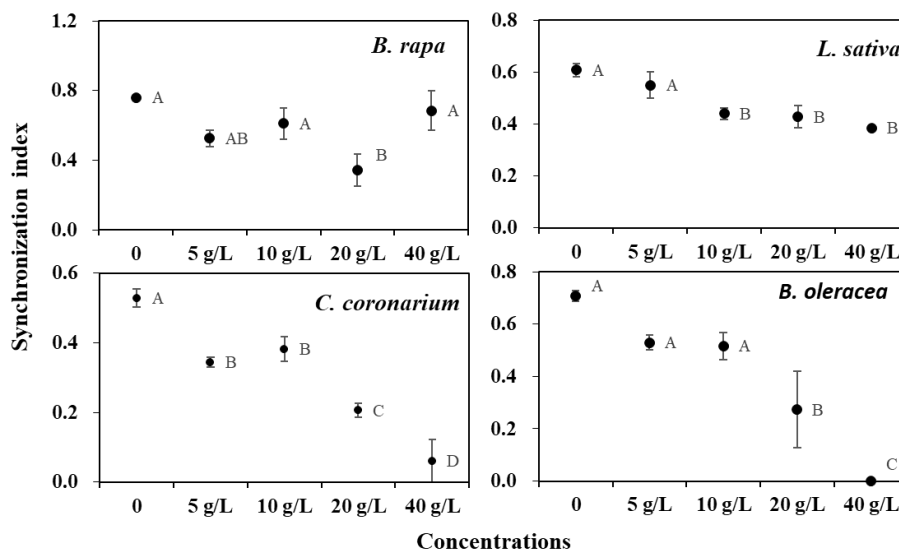 Synchronization index
1.2
0.8
0.4
0.0
B. rapa
A
AB
A
B
A
0 5 g/L 10 g/L 20 g/L 40 g/L
0.8
0.6
0.4
0.2
0.0
L. sativa
A
A
B
B
B
0 5 g/L 10 g/L 20 g/L 40 g/L
0.6
0.4
0.2
0.0
C. coronarium
A
B
B
C
D
0 5 g/L 10 g/L 20 g/L 40 g/L
0.8
0.6
0.4
0.2
0.0
B. oleracea
A
A
A
B
C
0 5 g/L 10 g/L 20 g/L 40 g/L
Concentrations